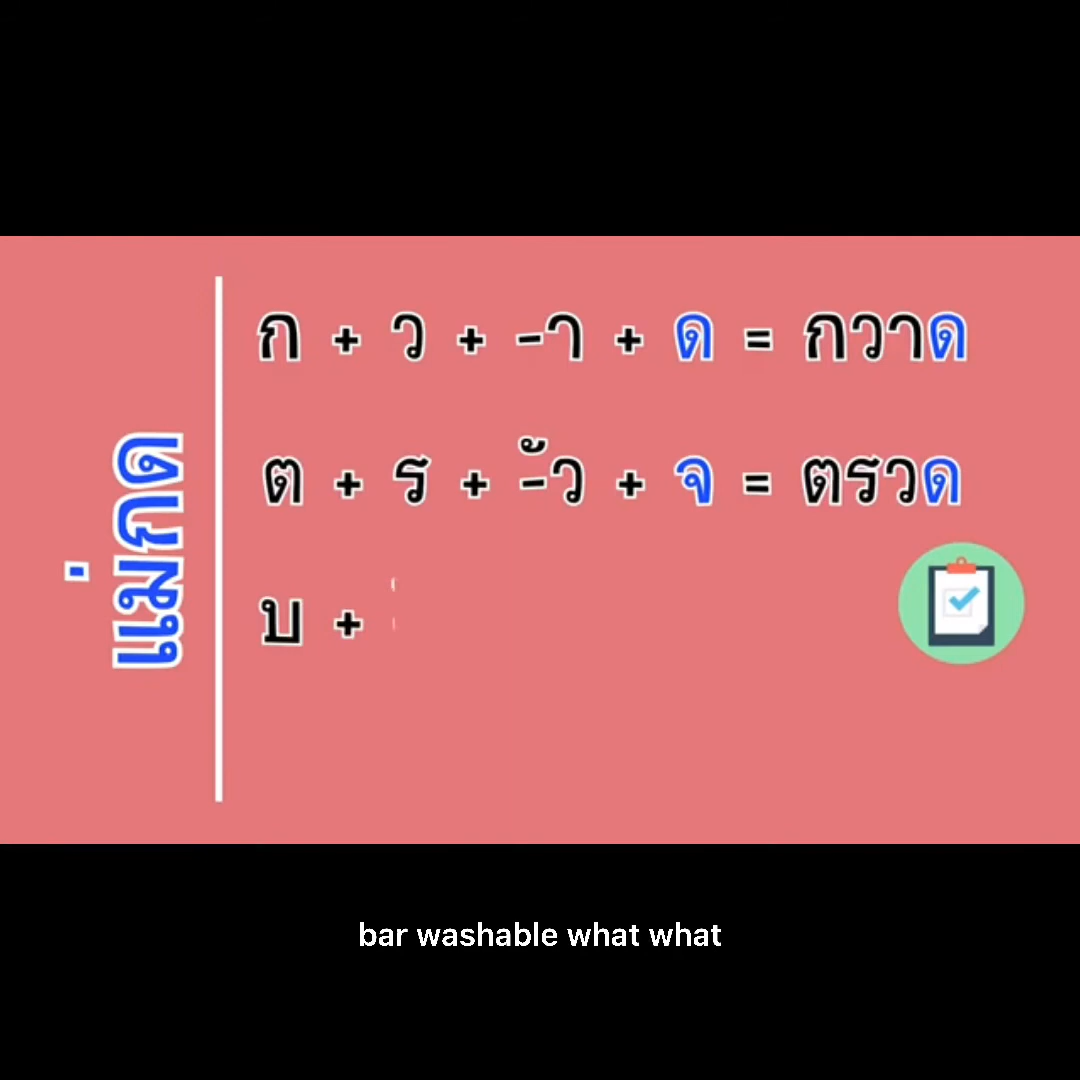 แม่กด
ก + ว + -า + ด = กวาด
ต + ร + -ัว + จ = ตรวด
บ +
bar washable what what